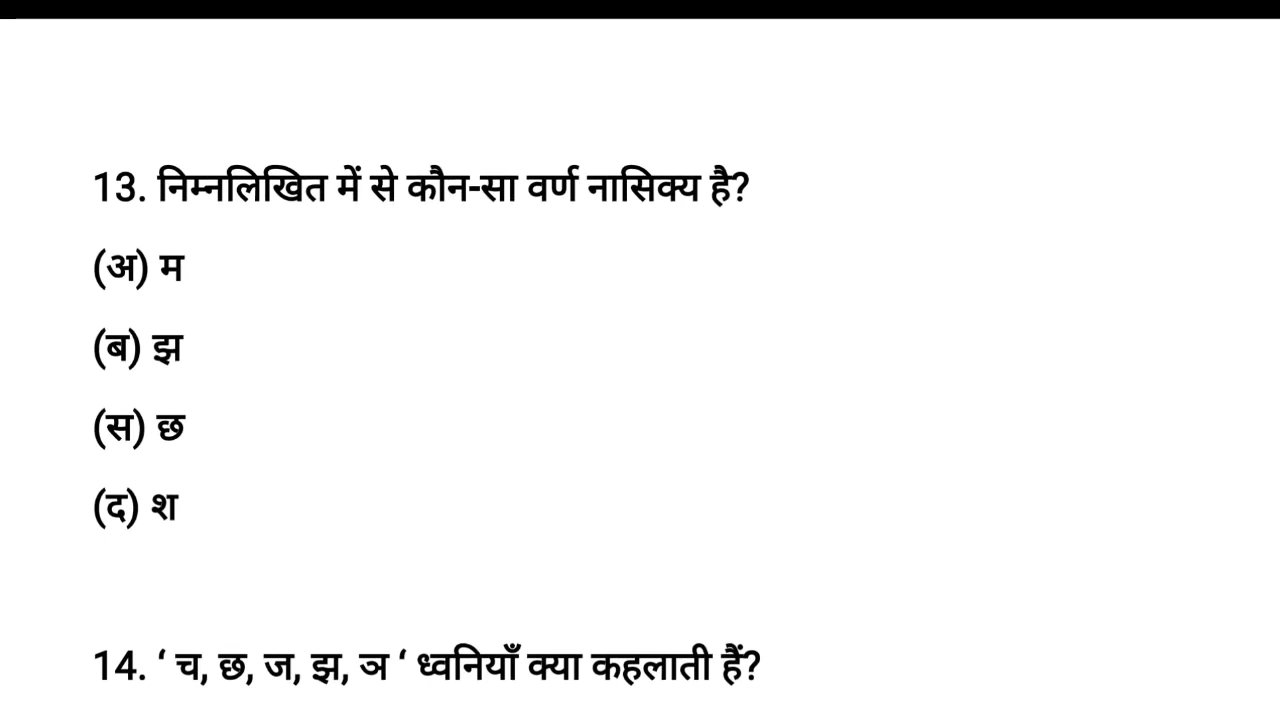 13. निम्नलिखित में से कौन-सा वर्ण नासिक्य है?
(अ) म
(ब) झ
(स) छ
(द) श
14. ‘ च, छ, ज, झ, ञ ‘ ध्वनियाँ क्या कहलाती हैं?